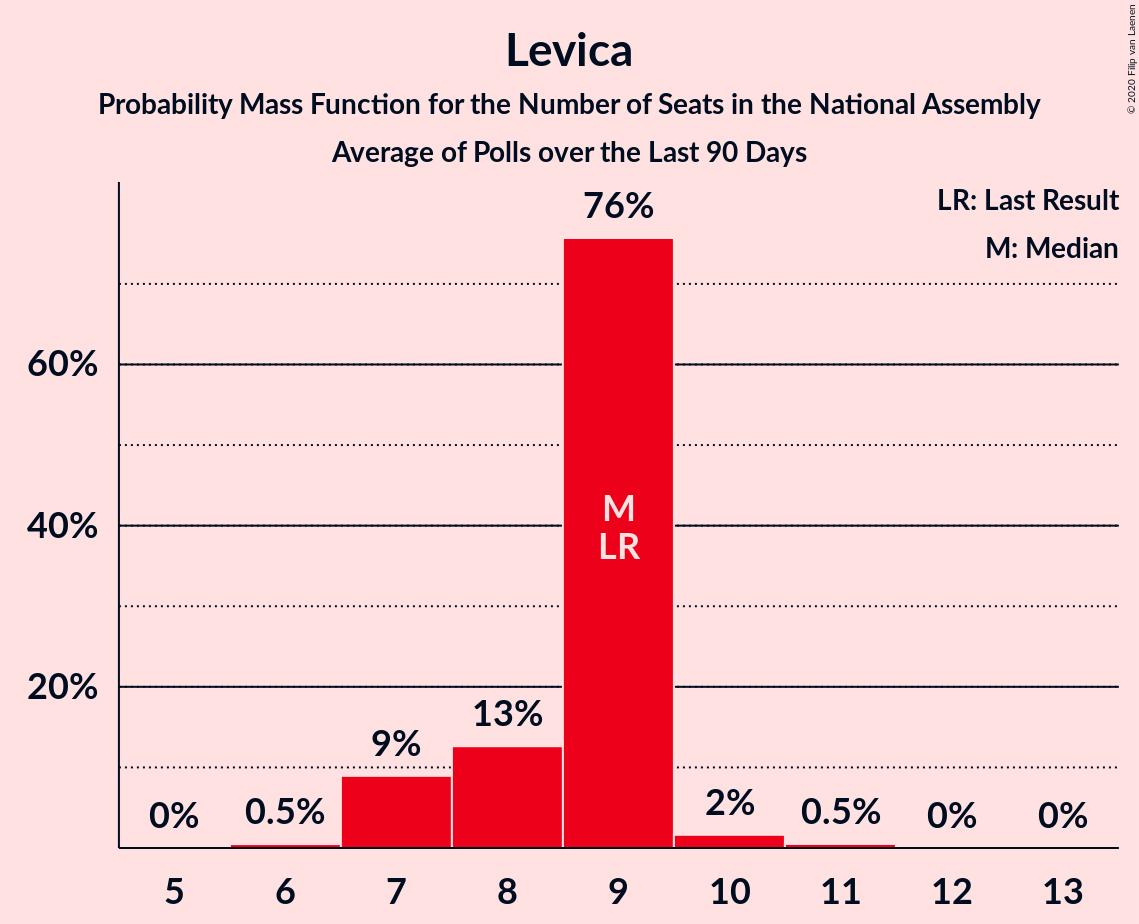 Levica
Probability Mass Function for the Number of Seats in the National Assembly
Average of Polls over the Last 90 Days
© 2020 Filip van Laenen
LR: Last Result
M: Median
76%
60%
40%
20%
M
LR
0%
0.5%
9%
13%
2%
0.5%
0%
0%
5 6 7 8 9 10 11 12 13